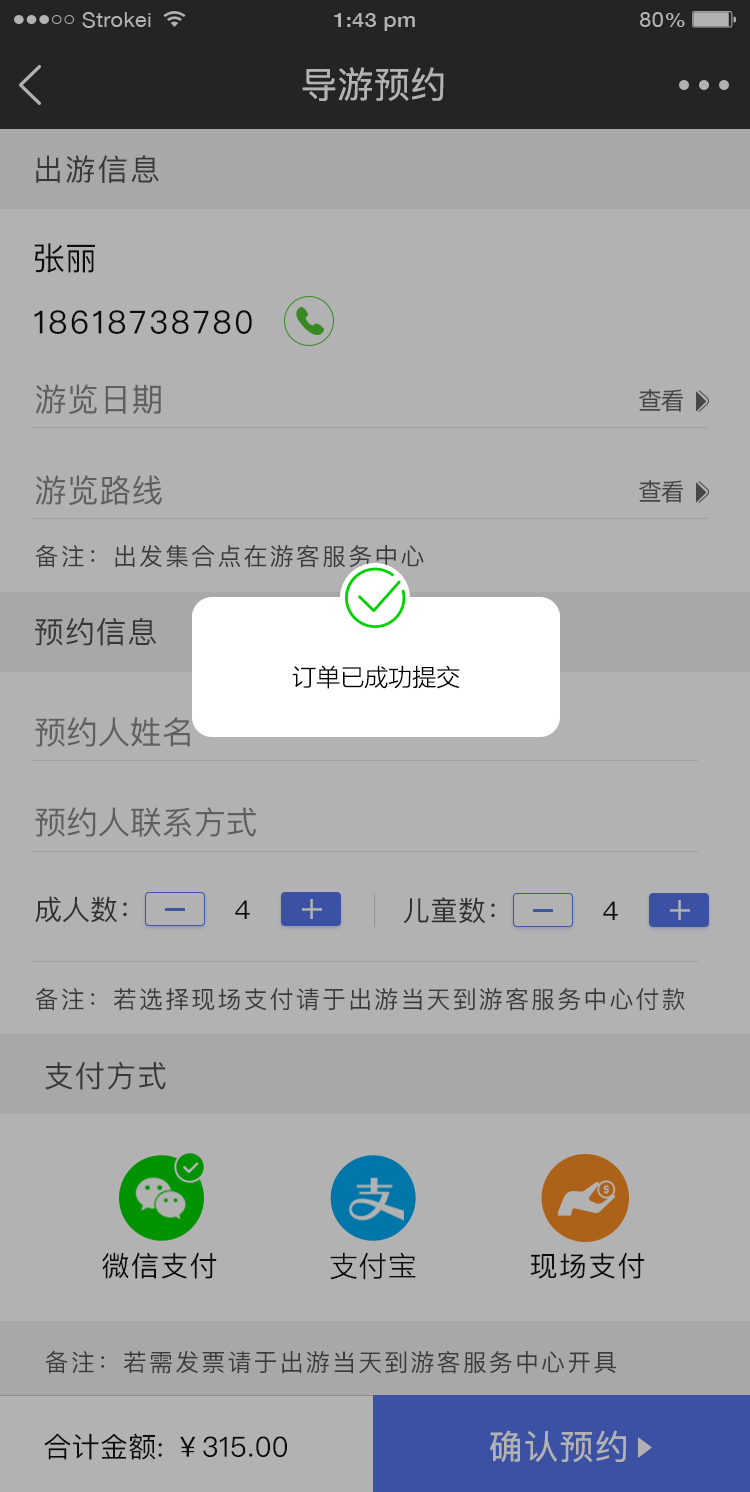 Strokei 1:43 pm 80%
导游预约
出游信息
张丽
18618738780
游览日期 查看
游览路线 查看
备注：出发集合点在游客服务中心
预约信息
订单已成功提交
预约人姓名
预约人联系方式
成人数： 4 儿童数： 4
备注：若选择现场支付请于出游当天到游客服务中心付款
支付方式
微信支付 支付宝 现场支付
备注：若需发票请于出游当天到游客服务中心开具
合计金额: ￥315.00 确认预约